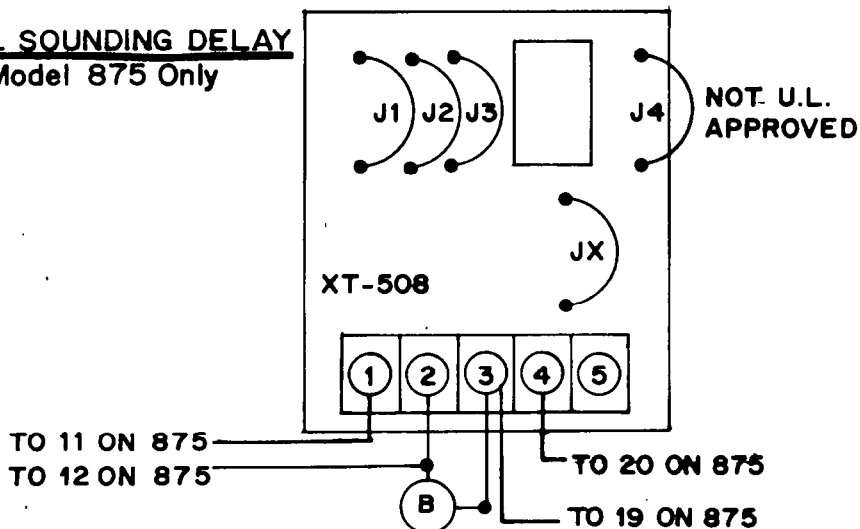 SOUNDING DELAY
Model 875 Only
J1 J2 J3 J4
NOT U.L.
APPROVED
JX
XT-508
1 2 3 4 5
TO 11 ON 875
TO 12 ON 875
TO 20 ON 875
B
TO 19 ON 875